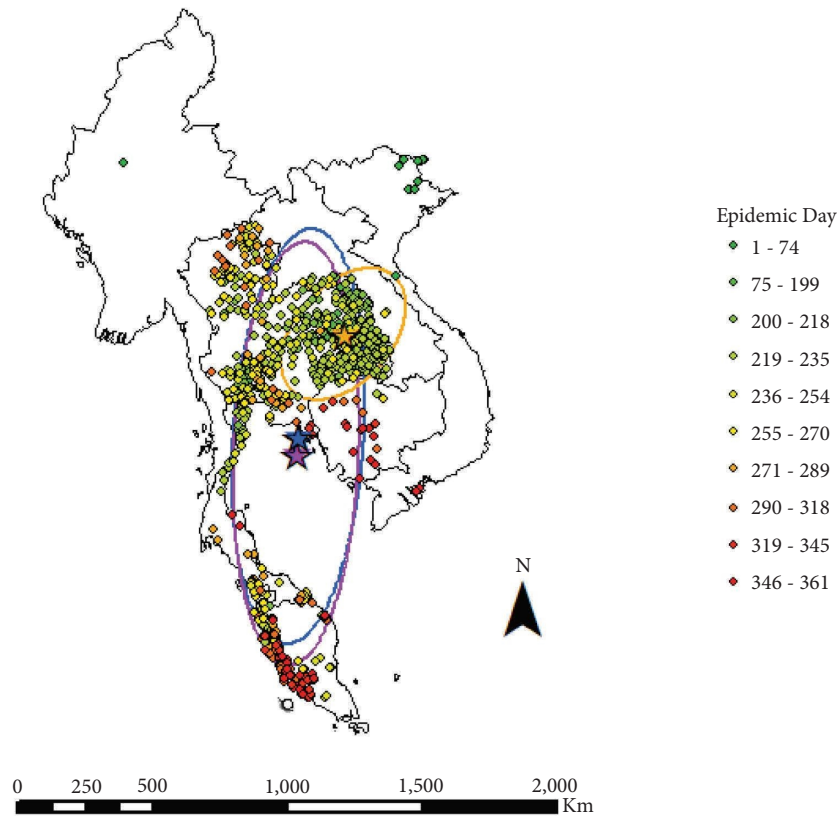 Epidemic Day
1 - 74
75 - 199
200 - 218
219 - 235
236 - 254
255 - 270
271 - 289
290 - 318
319 - 345
346 - 361
N
0 250 500 1,000 1,500 2,000
Km